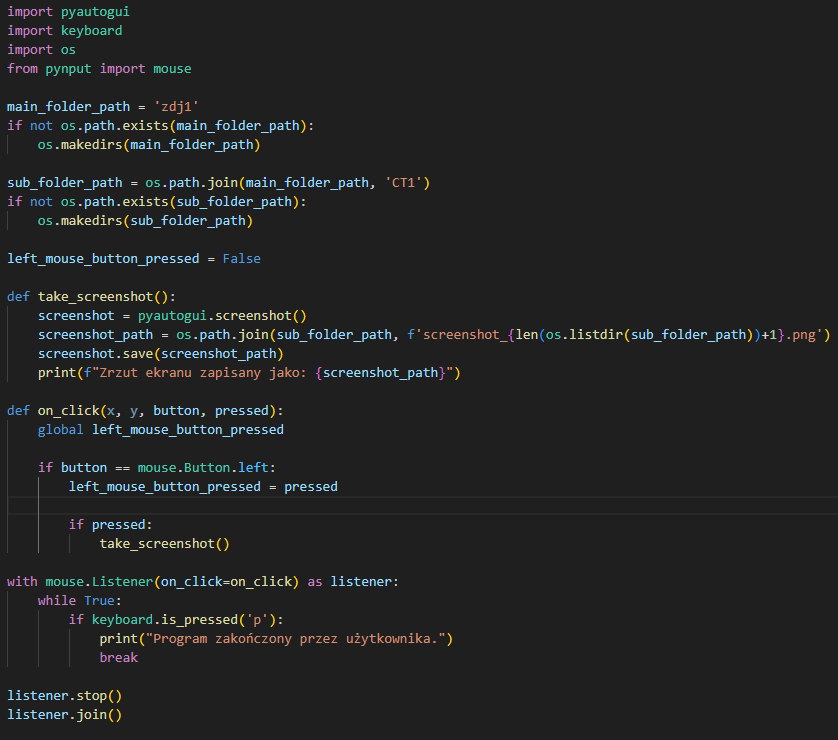 import pyautogui
import keyboard
import os
from pynput import mouse
main_folder_path = 'zdj1'
if not os.path.exists(main_folder_path):
    os.makedirs(main_folder_path)
sub_folder_path = os.path.join(main_folder_path, 'CT1')
if not os.path.exists(sub_folder_path):
    os.makedirs(sub_folder_path)
left_mouse_button_pressed = False
def take_screenshot():
    screenshot = pyautogui.screenshot()
    screenshot_path = os.path.join(sub_folder_path, f'screenshot_{len(os.listdir(sub_folder_path))+1}.png')
    screenshot.save(screenshot_path)
    print(f"Zrzut ekranu zapisany jako: {screenshot_path}")
def on_click(x, y, button, pressed):
    global left_mouse_button_pressed
    if button == mouse.Button.left:
        left_mouse_button_pressed = pressed
        if pressed:
            take_screenshot()
with mouse.Listener(on_click=on_click) as listener:
    while True:
        if keyboard.is_pressed('p'):
            print("Program zakończony przez użytkownika.")
            break
listener.stop()
listener.join()